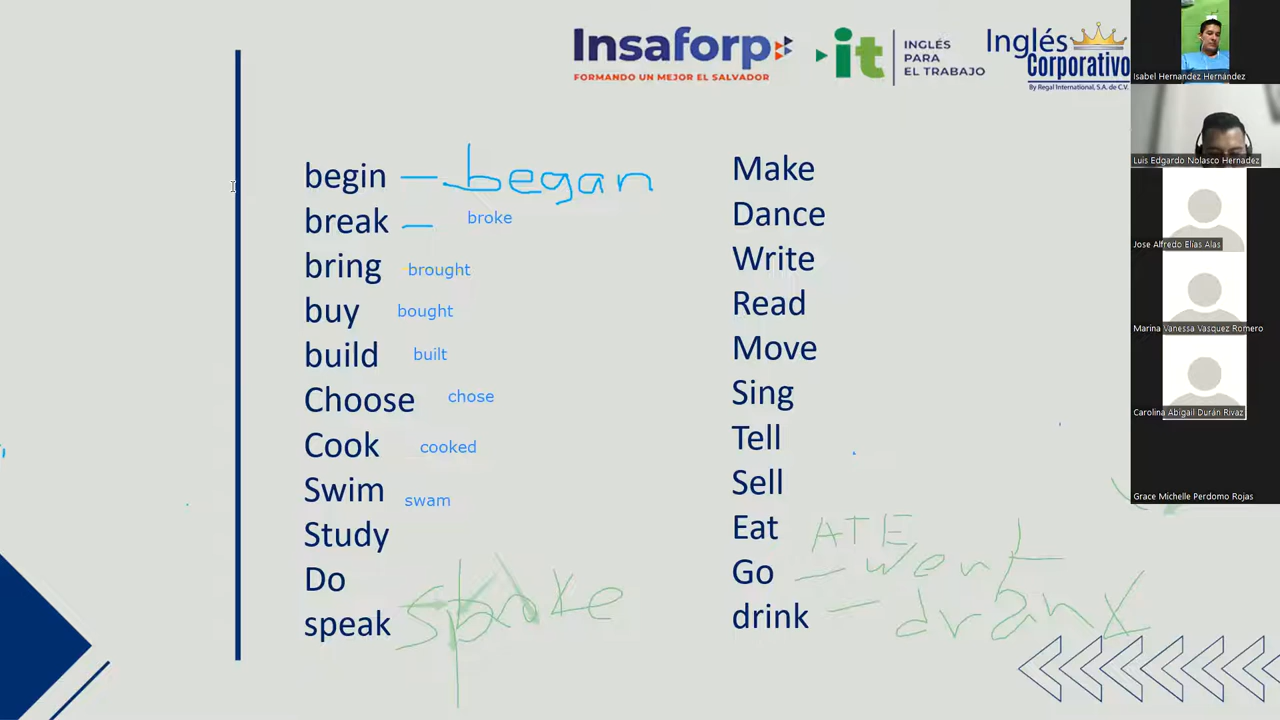 Insaforp
FORMANDO UN MEJOR EL SALVADOR
it
INGLÉS
PARA
EL TRABAJO
Inglés
Corporativo
By Regal International, S.A. de C.V.
begin — began
break — broke
bring brought
buy bought
build built
Choose chose
Cook cooked
Swim swam
Study
Do
speak spoke
Make
Dance
Write
Read
Move
Sing
Tell
Sell
Eat ATE
Go — went
drink — drank
Isabel Hernandez Hernández
Luis Edgardo Nolasco Hernadez
Jose Alfredo Elias Alas
Marina Vanessa Vasquez Romero
Carolina Abigail Durán Rivaz
Grace Michelle Perdomo Rojas